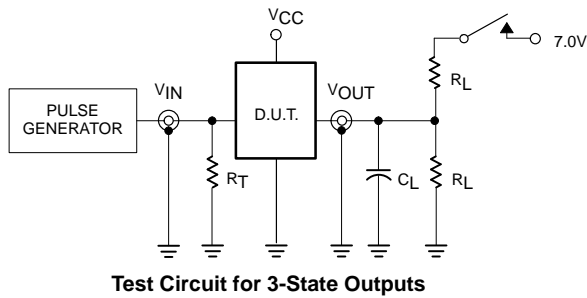 VCC
7.0V
RL
VIN
VOUT
PULSE
GENERATOR
D.U.T.
RT
CL
RL
Test Circuit for 3-State Outputs